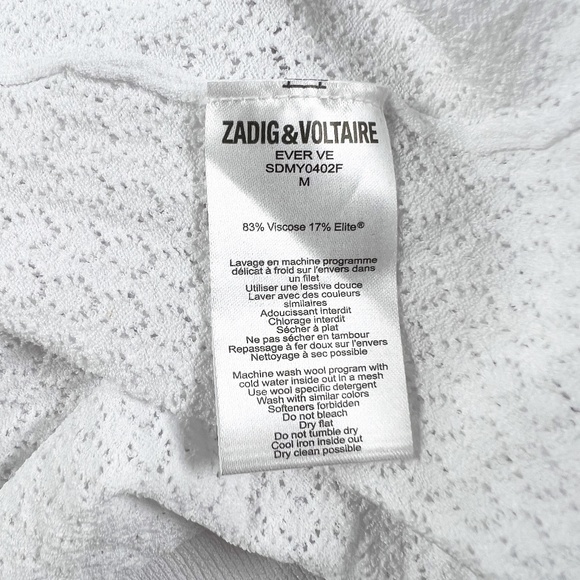 ZADIG&VOLTAIRE
EVER VE
SDMY0402F
M
83% Viscose 17% Elite®
Lavage en machine programme
délicat à froid sur l'envers dans
un filet
Utiliser une lessive douce
Laver avec des couleurs
similaires
Adoucissant interdit
Chlorage interdit
Sécher à plat
Ne pas sécher en tambour
Repassage à fer doux sur l'envers
Nettoyage à sec possible
Machine wash wool program with
cold water inside out in a mesh
Use wool specific detergent
Wash with similar colors
Softeners forbidden
Do not bleach
Dry flat
Do not tumble dry
Cool iron inside out
Dry clean possible